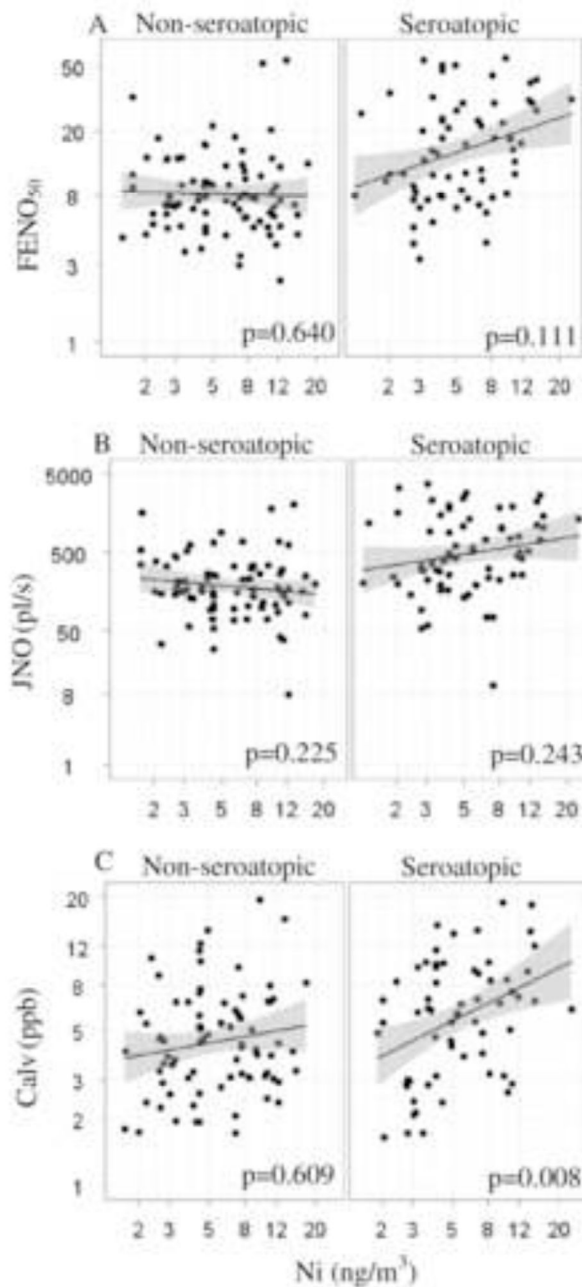 A Non-seroatopic Seroatopic
50
20
8
3
1
FENO₅₀
p=0.640 p=0.111
2 3 5 8 12 20 2 3 5 8 12 20
B Non-seroatopic Seroatopic
5000
500
50
8
1
JNO (pl/s)
p=0.225 p=0.243
2 3 5 8 12 20 2 3 5 8 12 20
C Non-seroatopic Seroatopic
20
12
8
5
3
2
1
Calv (ppb)
p=0.609 p=0.008
2 3 5 8 12 20 2 3 5 8 12 20
Ni (ng/m³)